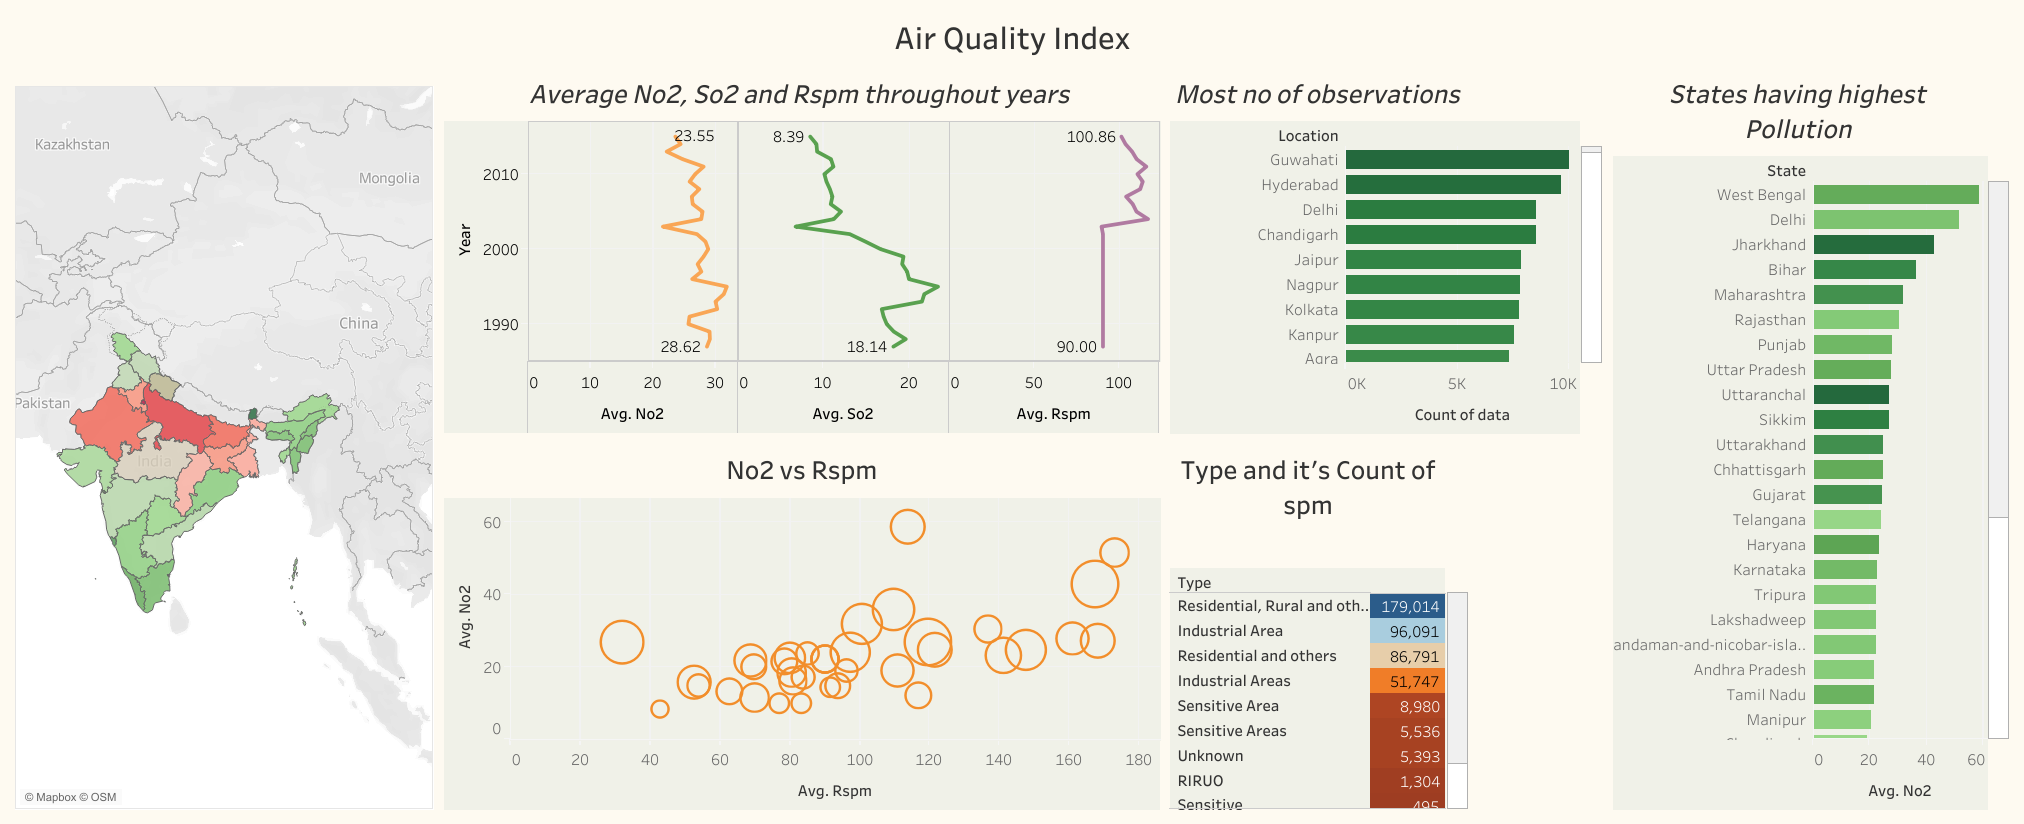 Air Quality Index
Kazakhstan
Mongolia
China
Pakistan
India
© Mapbox © OSM
Average No2, So2 and Rspm throughout years
Year
2010
2000
1990
23.55
28.62
8.39
18.14
100.86
90.00
0 10 20 30
0 10 20
0 50 100
Avg. No2
Avg. So2
Avg. Rspm
Most no of observations
Location
Guwahati
Hyderabad
Delhi
Chandigarh
Jaipur
Nagpur
Kolkata
Kanpur
Agra
0K 5K 10K
Count of data
No2 vs Rspm
Avg. No2
60
40
20
0
0 20 40 60 80 100 120 140 160 180
Avg. Rspm
Type and it’s Count of
spm
Type
Residential, Rural and oth.. 179,014
Industrial Area 96,091
Residential and others 86,791
Industrial Areas 51,747
Sensitive Area 8,980
Sensitive Areas 5,536
Unknown 5,393
RIRUO 1,304
Sensitive 495
States having highest
Pollution
State
West Bengal
Delhi
Jharkhand
Bihar
Maharashtra
Rajasthan
Punjab
Uttar Pradesh
Uttaranchal
Sikkim
Uttarakhand
Chhattisgarh
Gujarat
Telangana
Haryana
Karnataka
Tripura
Lakshadweep
andaman-and-nicobar-isla..
Andhra Pradesh
Tamil Nadu
Manipur
0 20 40 60
Avg. No2